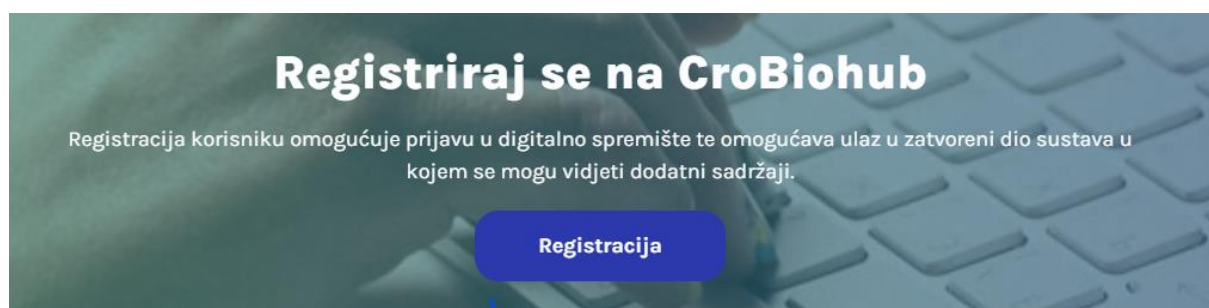 Registriraj se na CroBiohub
Registracija korisniku omogućuje prijavu u digitalno spremište te omogućava ulaz u zatvoreni dio sustava u
kojem se mogu vidjeti dodatni sadržaji.
Registracija